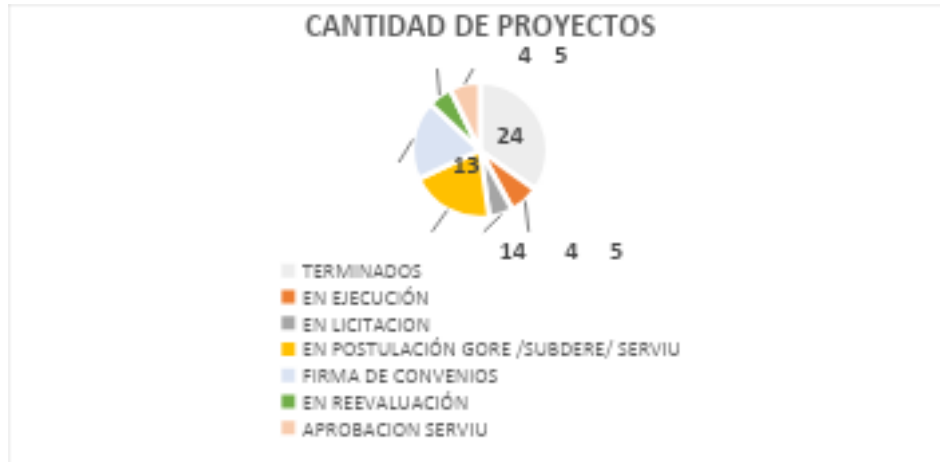 CANTIDAD DE PROYECTOS
4 5
24
13
14 4 5
TERMINADOS
EN EJECUCIÓN
EN LICITACION
EN POSTULACIÓN GORE /SUBDERE/ SERVIU
FIRMA DE CONVENIOS
EN REEVALUACIÓN
APROBACION SERVIU